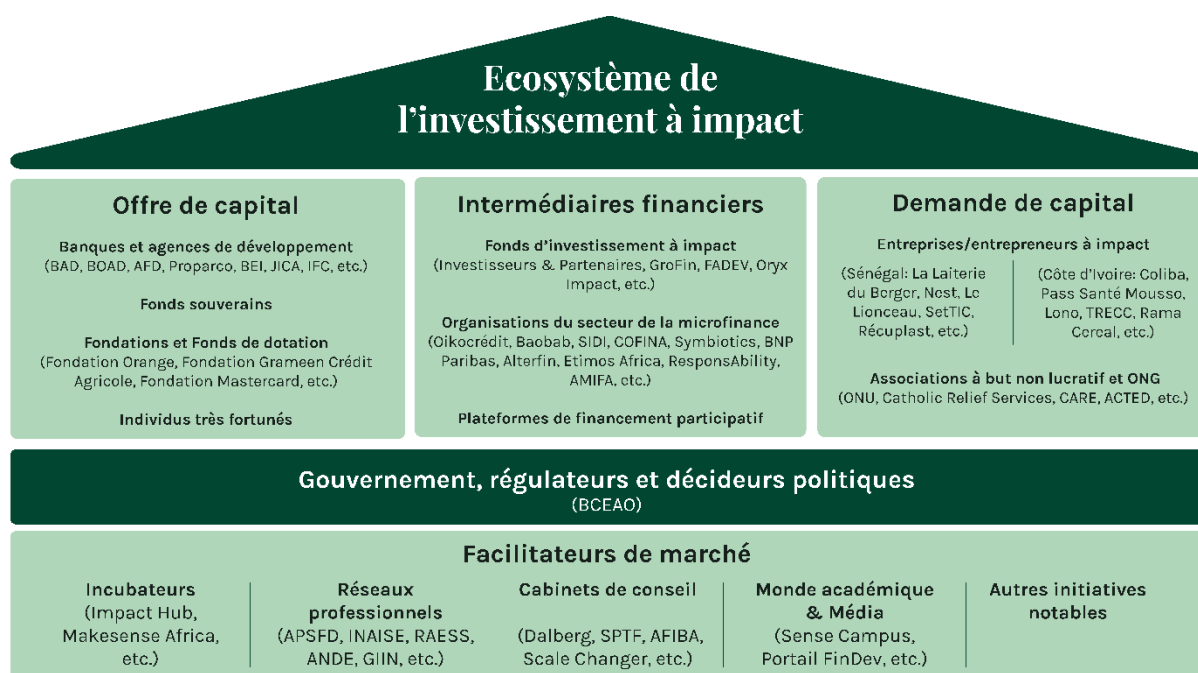 Ecosystème de
l'investissement à impact
Offre de capital
Banques et agences de développement
(BAD, BOAD, AFD, Proparco, BEI, JICA, IFC, etc.)
Fonds souverains
Fondations et Fonds de dotation
(Fondation Orange, Fondation Grameen Crédit
Agricole, Fondation Mastercard, etc.)
Individus très fortunés
Intermédiaires financiers
Fonds d'investissement à impact
(Investisseurs & Partenaires, GroFin, FADEV, Oryx
Impact, etc.)
Organisations du secteur de la microfinance
(Oikocrédit, Baobab, SIDI, COFINA, Symbiotics, BNP
Paribas, Alterfin, Etimos Africa, ResponsAbility,
AMIFA, etc.)
Plateformes de financement participatif
Demande de capital
Entreprises/entrepreneurs à impact
(Sénégal: La Laiterie
du Berger, Nest, Le
Lionceau, SetTIC,
Récuplast, etc.)
(Côte d'Ivoire: Coliba,
Pass Santé Mousso,
Lono, TRECC, Rama
Cereal, etc.)
Associations à but non lucratif et ONG
(ONU, Catholic Relief Services, CARE, ACTED, etc.)
Gouvernement, régulateurs et décideurs politiques
(BCEAO)
Facilitateurs de marché
Incubateurs
(Impact Hub,
Makesense Africa,
etc.)
Réseaux
professionnels
(APSFD, INAISE, RAESS,
ANDE, GIIN, etc.)
Cabinets de conseil
(Dalberg, SPTF, AFIBA,
Scale Changer, etc.)
Monde académique
& Média
(Sense Campus,
Portail FinDev, etc.)
Autres initiatives
notables